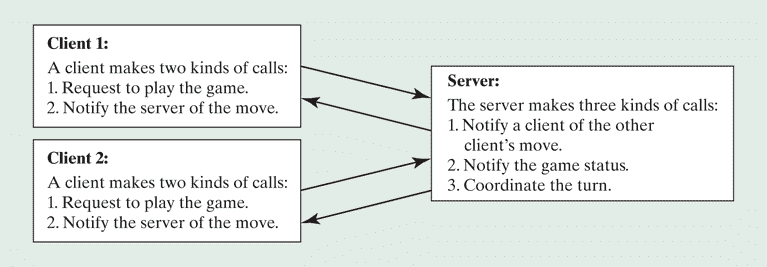 Client 1:
A client makes two kinds of calls:
1. Request to play the game.
2. Notify the server of the move.
Client 2:
A client makes two kinds of calls:
1. Request to play the game.
2. Notify the server of the move.
Server:
The server makes three kinds of calls:
1. Notify a client of the other
client's move.
2. Notify the game status.
3. Coordinate the turn.